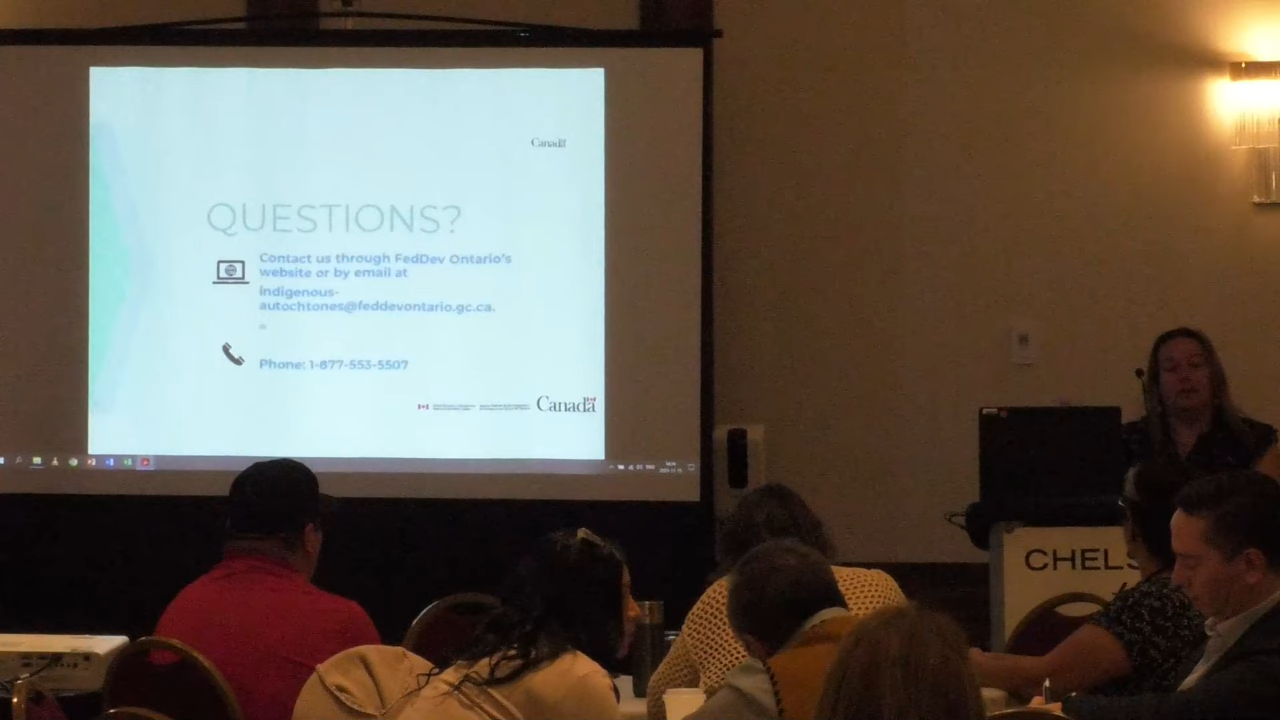 Canada
QUESTIONS?
Contact us through FedDev Ontario's
website or by email at
indigenous-
autochtones@feddevontario.gc.ca.
Phone: 1-877-553-5507
Canada
CHELS